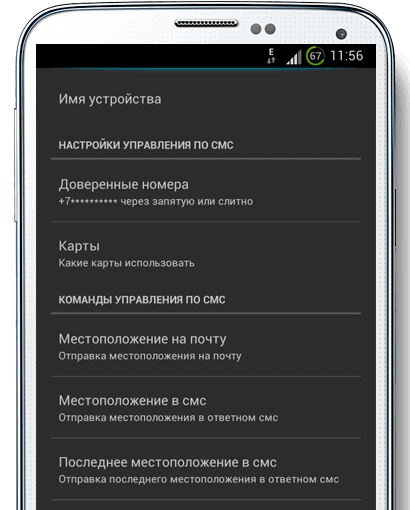 E 67 11:56
Имя устройства
НАСТРОЙКИ УПРАВЛЕНИЯ ПО СМС
Доверенные номера
+7********** через запятую или слитно
Карты
Какие карты использовать
КОМАНДЫ УПРАВЛЕНИЯ ПО СМС
Местоположение на почту
Отправка местоположения на почту
Местоположение в смс
Отправка местоположения в ответном смс
Последнее местоположение в смс
Отправка последнего местоположения в ответном смс